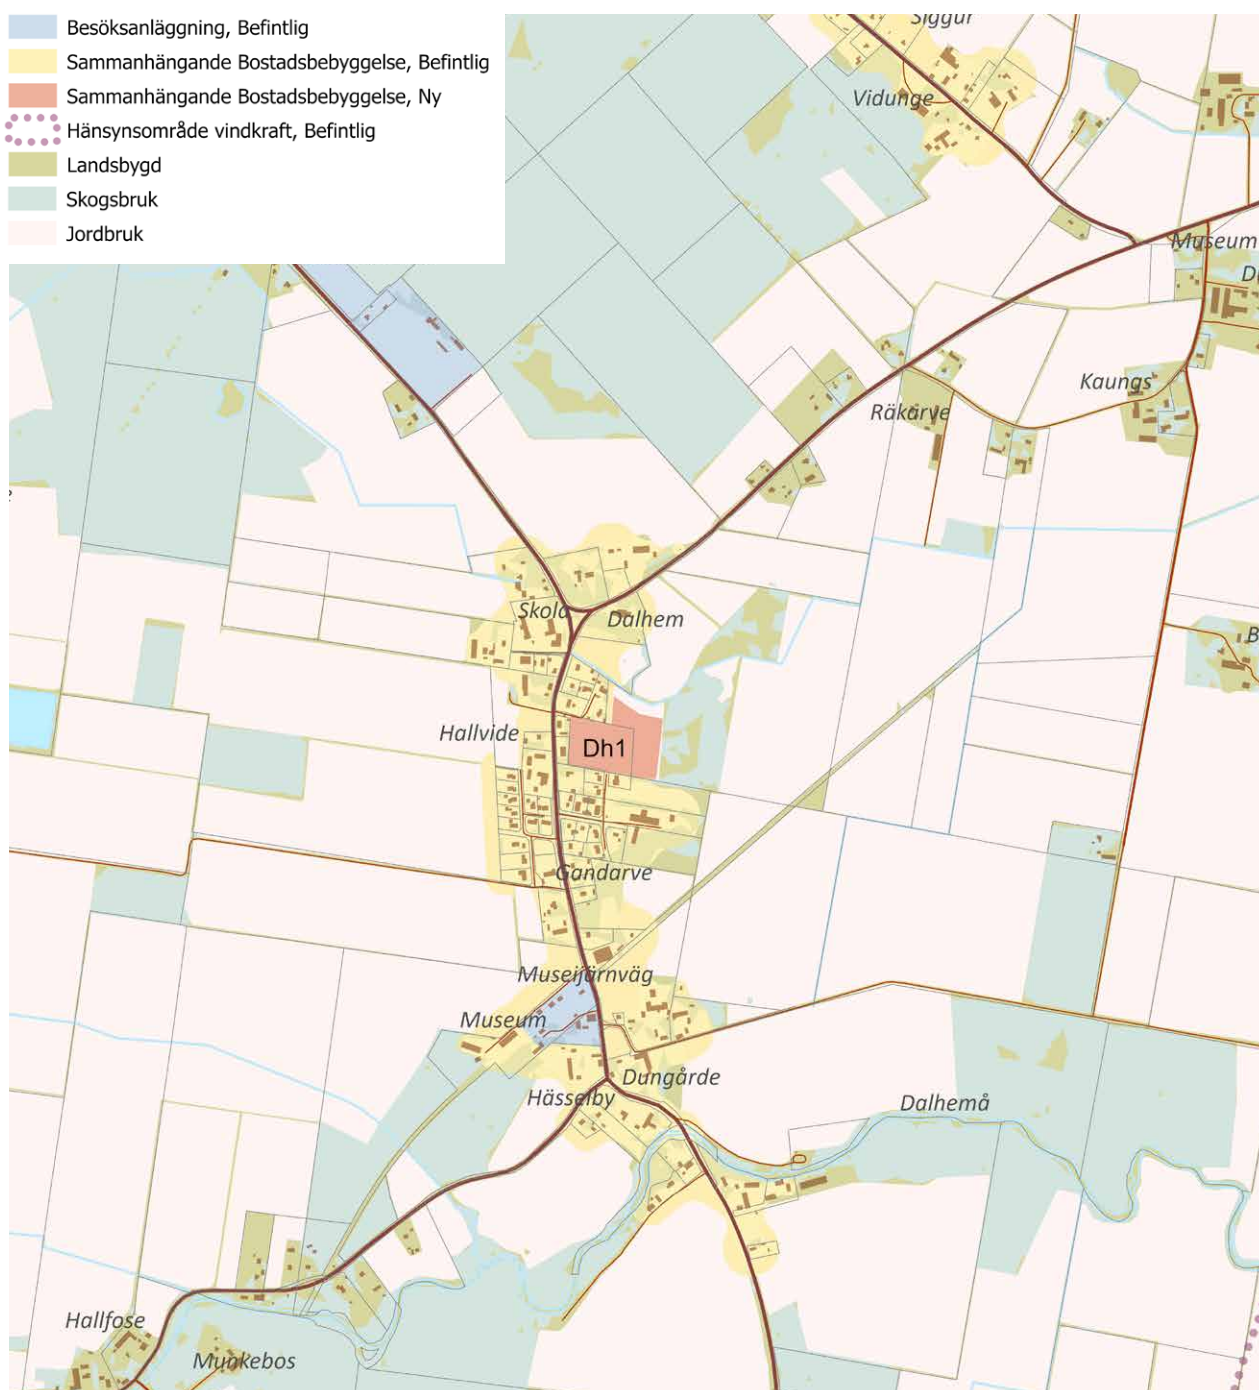 Besöksanläggning, Befintlig
Sammanhängande Bostadsbebyggelse, Befintlig
Sammanhängande Bostadsbebyggelse, Ny
Hänsynsområde vindkraft, Befintlig
Landsbygd
Skogsbruk
Jordbruk
Siggur
Vidunge
Museum
Kaungs
Räkarve
Skola
Dalhem
Hallvide
Dh1
Gandarve
Museijärnväg
Museum
Dungårde
Hässelby
Dalhemå
Hallfose
Munkebos